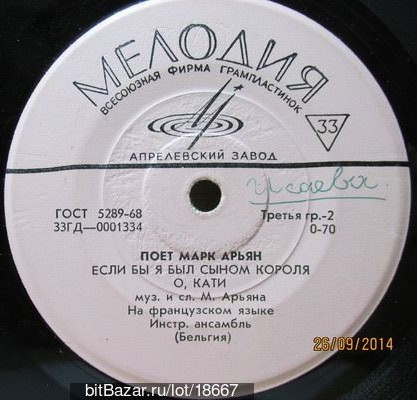 МЕЛОДИЯ
ВСЕСОЮЗНАЯ ФИРМА ГРАМПЛАСТИНОК
33
АПРЕЛЕВСКИЙ ЗАВОД
Исаева.
ГОСТ 5289-68
Третья гр.-2
33ГД—0001334
0-70
ПОЕТ МАРК АРЬЯН
ЕСЛИ БЫ Я БЫЛ СЫНОМ КОРОЛЯ
О, КАТИ
муз. и сл. М. Арьяна
На французском языке
Инстр. ансамбль
(Бельгия)
26/09/2014
bitBazar.ru/lot/18667